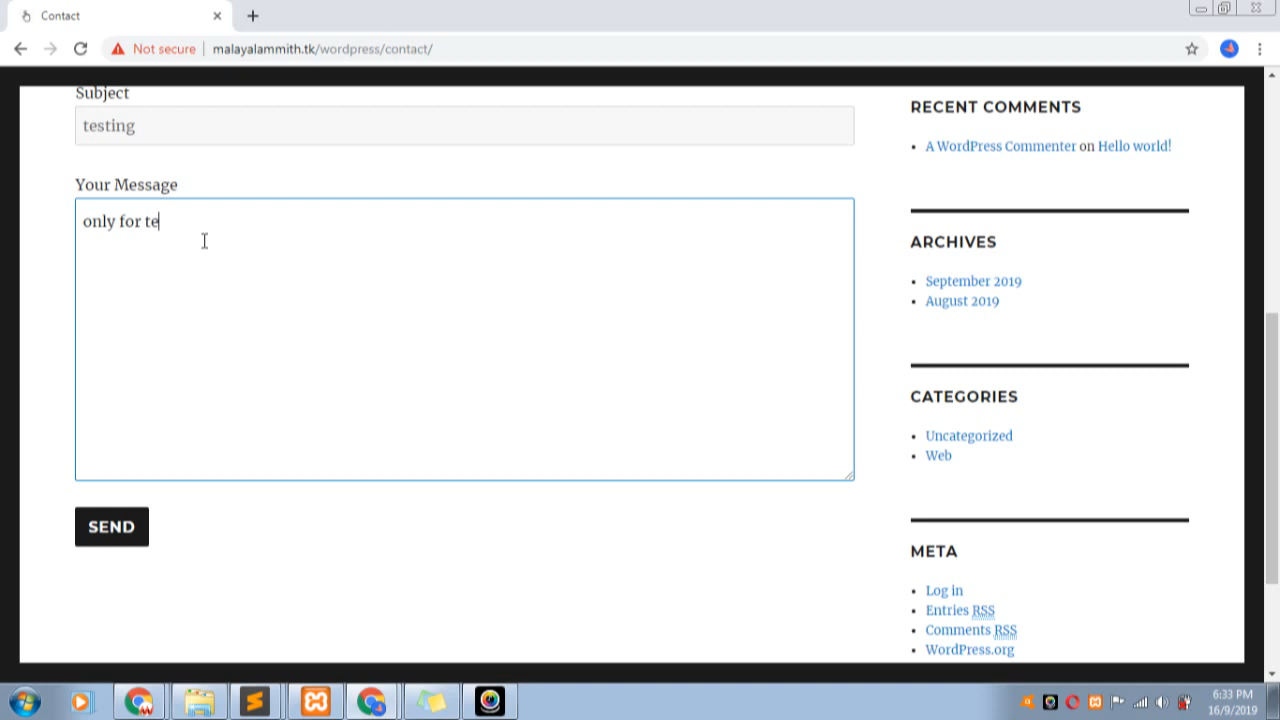 Contact
Not secure
malayalammith.tk/wordpress/contact/
Subject
testing
Your Message
only for te
SEND
RECENT COMMENTS
A WordPress Commenter on Hello world!
ARCHIVES
September 2019
August 2019
CATEGORIES
Uncategorized
Web
META
Log in
Entries RSS
Comments RSS
WordPress.org
6:33 PM
16/9/2019